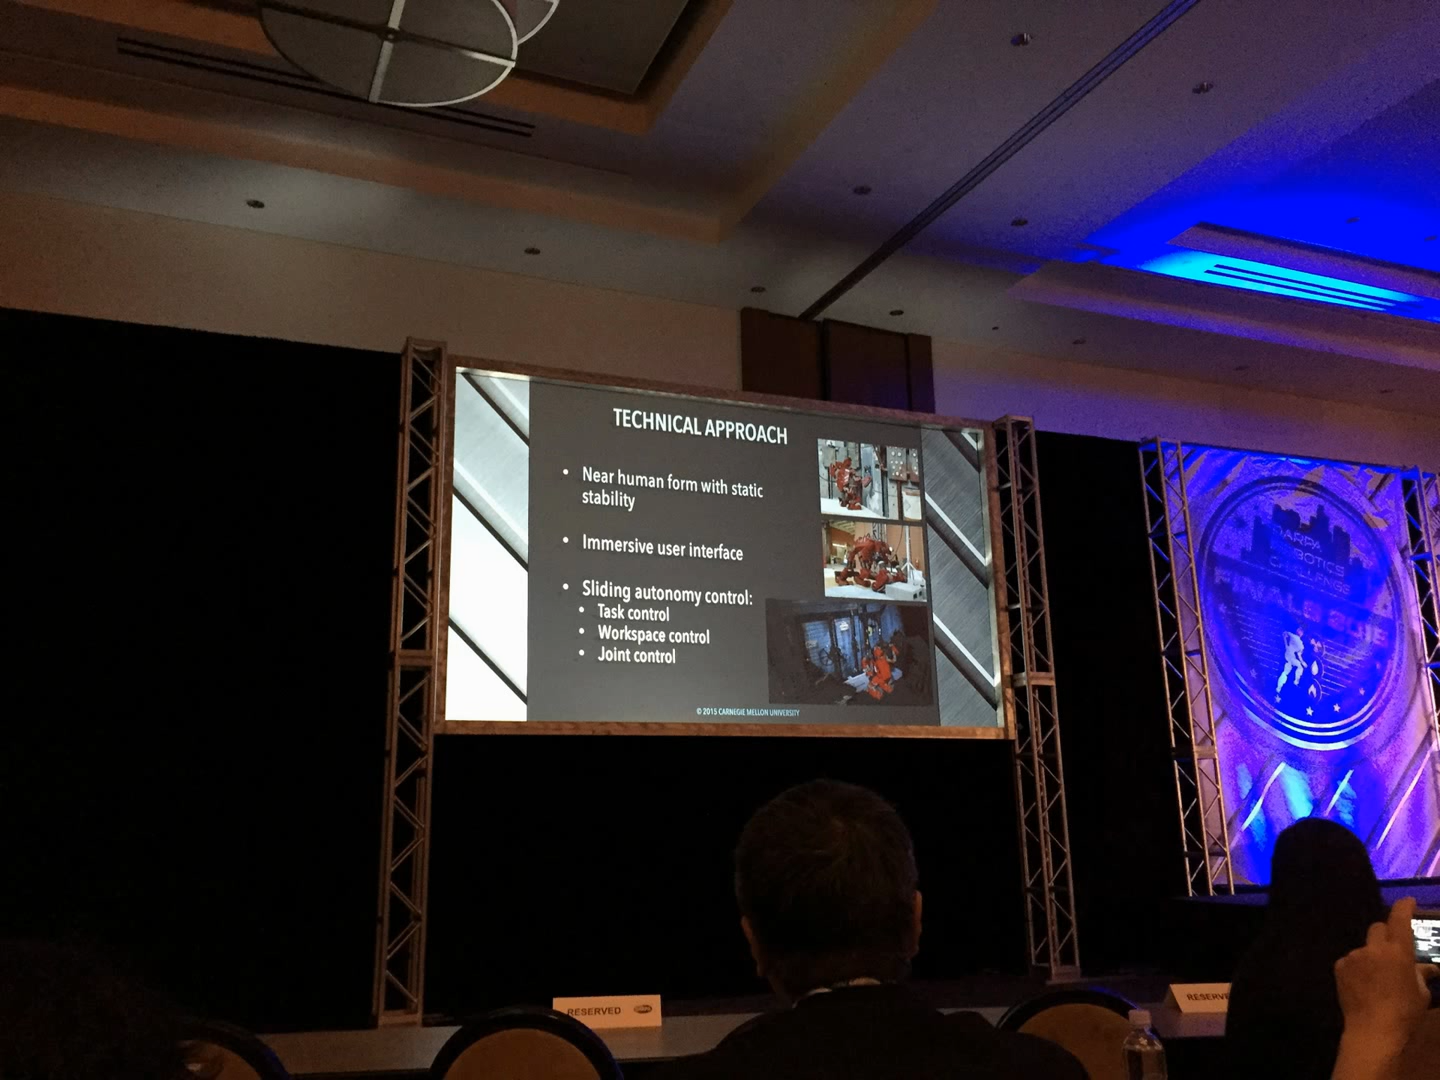 TECHNICAL APPROACH
• Near human form with static
stability
• Immersive user interface
• Sliding autonomy control:
• Task control
• Workspace control
• Joint control
© 2015 CARNEGIE MELLON UNIVERSITY
DARPA
ROBOTICS
CHALLENGE
FINALS 2015
RESERVED
RESERVE